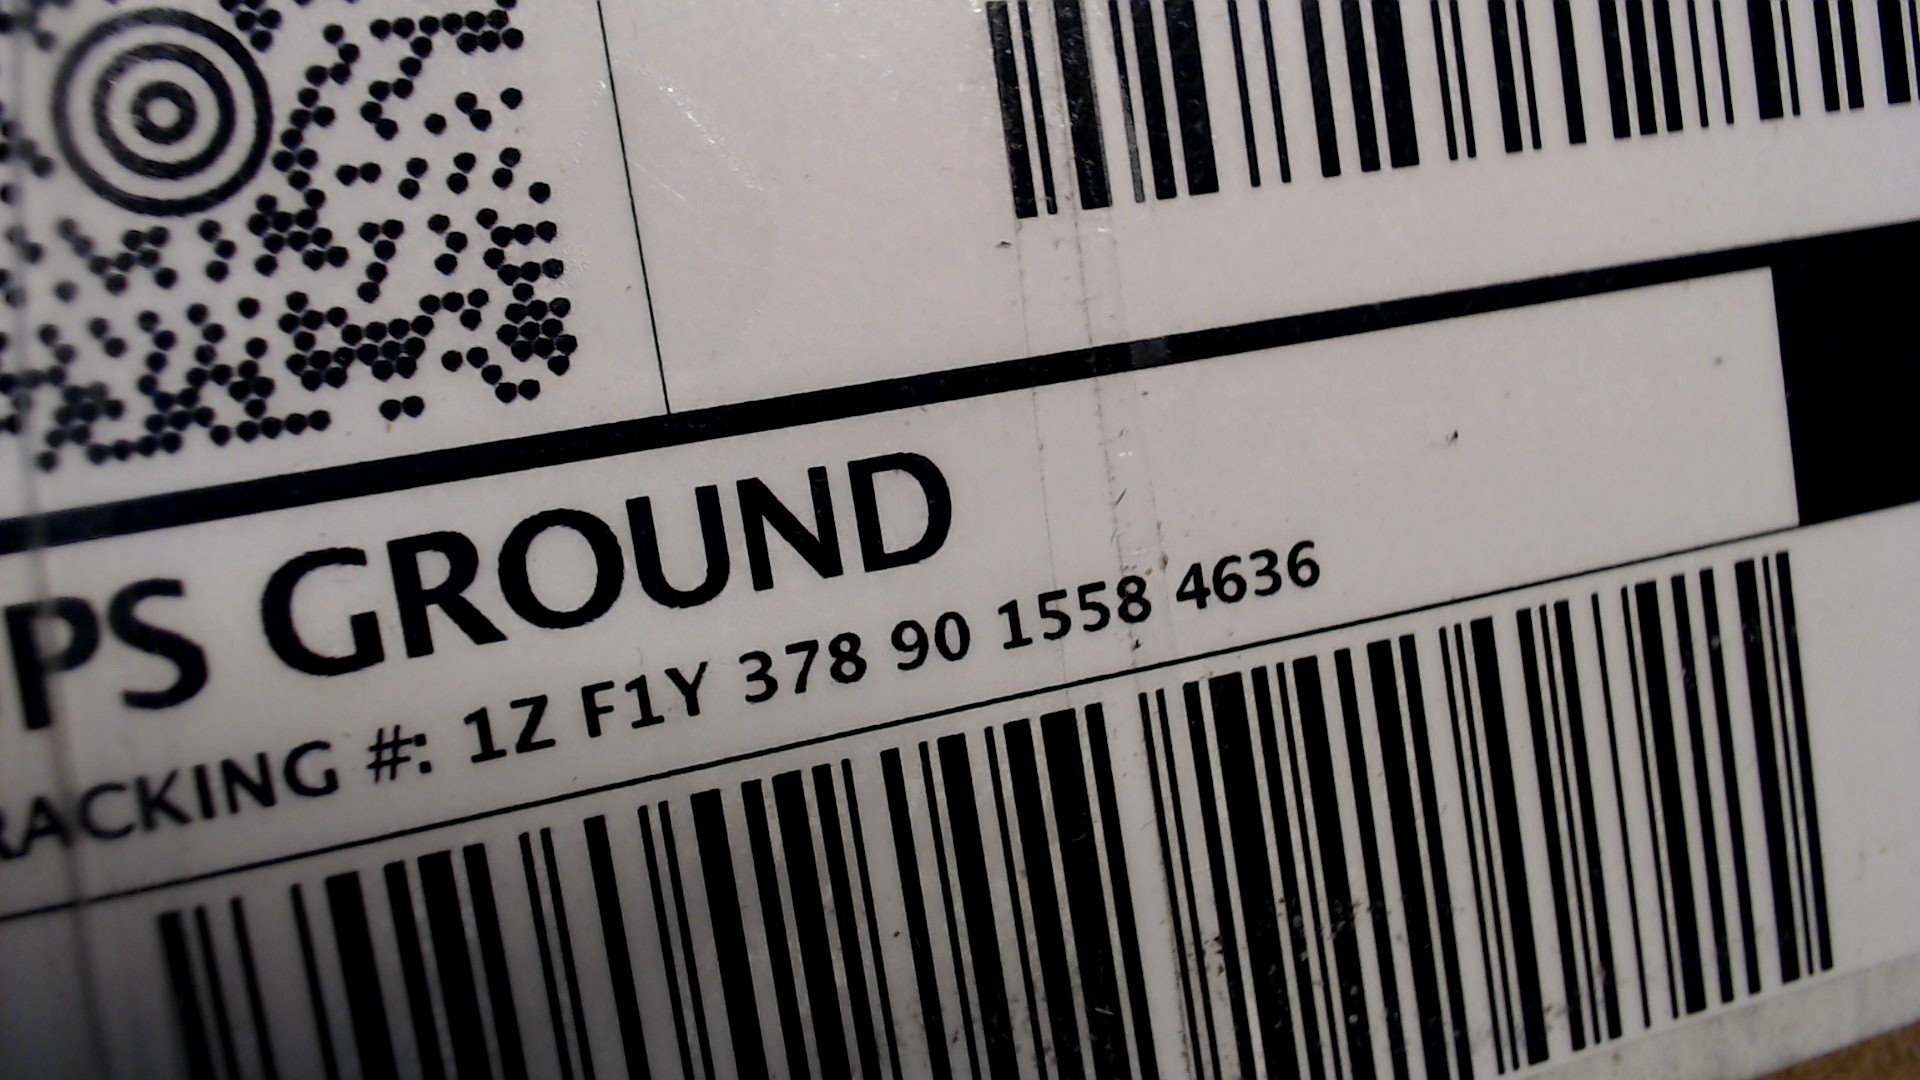 PS GROUND
RACKING #: 1Z F1Y 378 90 1558 4636